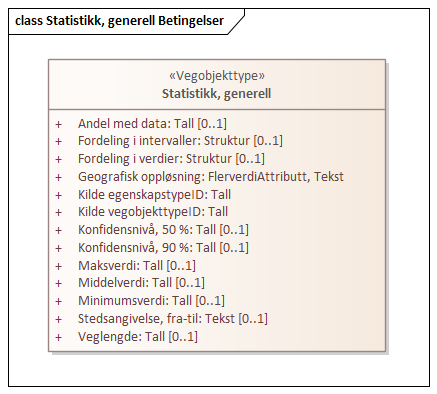 class Statistikk, generell Betingelser
«Vegobjekttype»
Statistikk, generell
+ Andel med data: Tall [0..1]
+ Fordeling i intervaller: Struktur [0..1]
+ Fordeling i verdier: Struktur [0..1]
+ Geografisk oppløsning: FlerverdiAttributt, Tekst
+ Kilde egenskapstypeID: Tall
+ Kilde vegobjekttypeID: Tall
+ Konfidensnivå, 50 %: Tall [0..1]
+ Konfidensnivå, 90 %: Tall [0..1]
+ Maksverdi: Tall [0..1]
+ Middelverdi: Tall [0..1]
+ Minimumsverdi: Tall [0..1]
+ Stedsangivelse, fra-til: Tekst [0..1]
+ Veglengde: Tall [0..1]